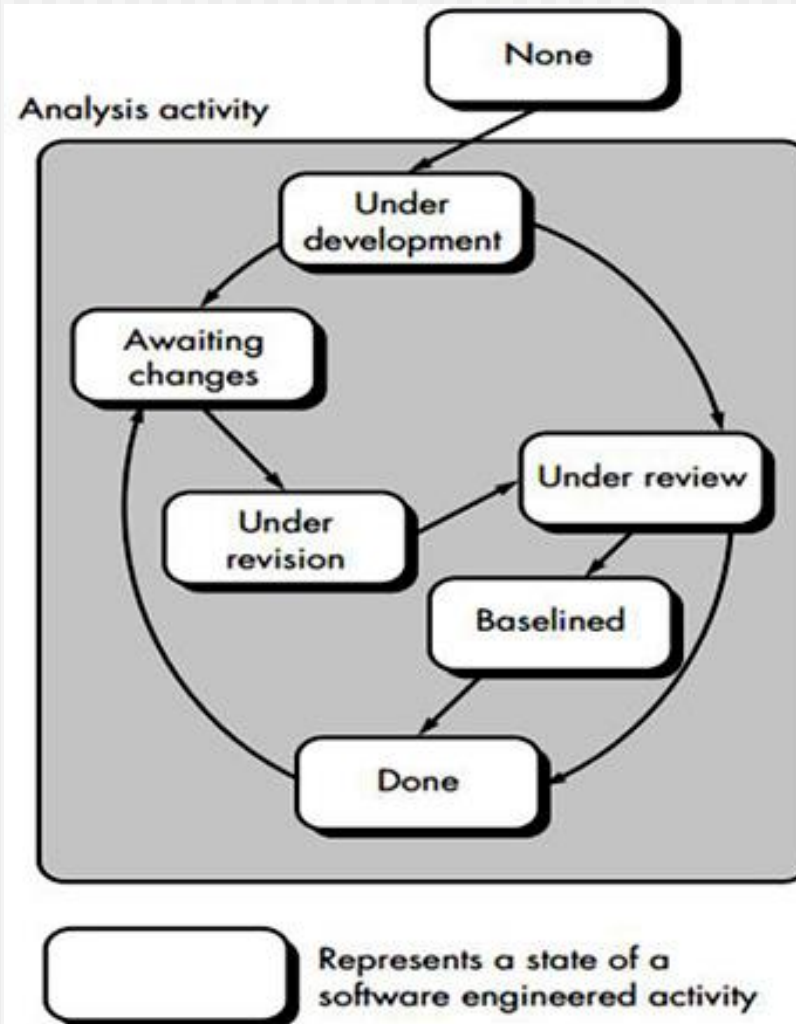 None
Analysis activity
Under
development
Awaiting
changes
Under review
Under
revision
Baselined
Done
Represents a state of a
software engineered activity